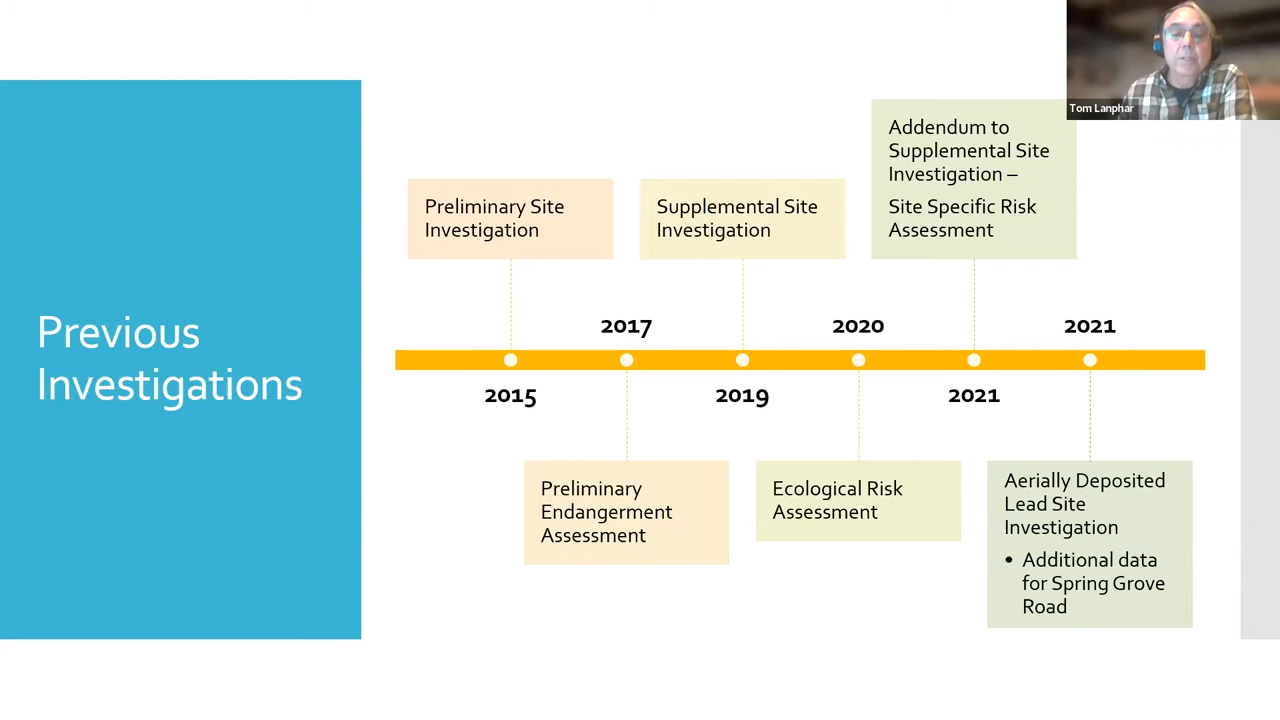 Tom Lanphar
Previous
Investigations
Preliminary Site
Investigation
Supplemental Site
Investigation
Addendum to
Supplemental Site
Investigation –
Site Specific Risk
Assessment
2017
2020
2021
2015
2019
2021
Preliminary
Endangerment
Assessment
Ecological Risk
Assessment
Aerially Deposited
Lead Site
Investigation
• Additional data
for Spring Grove
Road